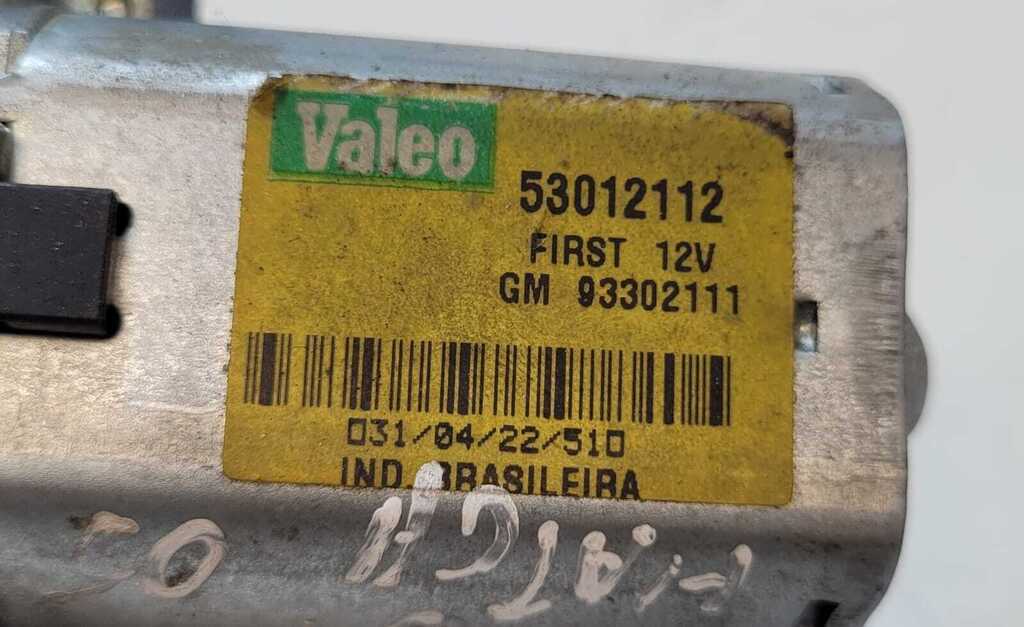 Valeo
53012112
FIRST 12V
GM 93302111
031/04/22/510
IND. BRASILEIRA